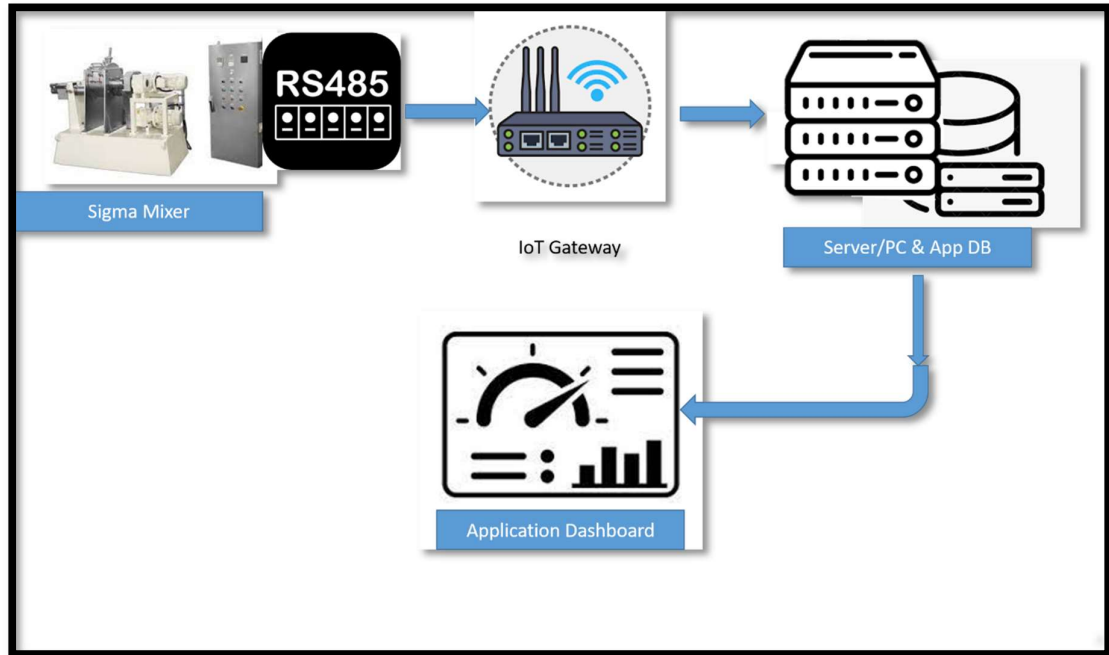 RS485
Sigma Mixer
IoT Gateway
Server/PC & App DB
Application Dashboard